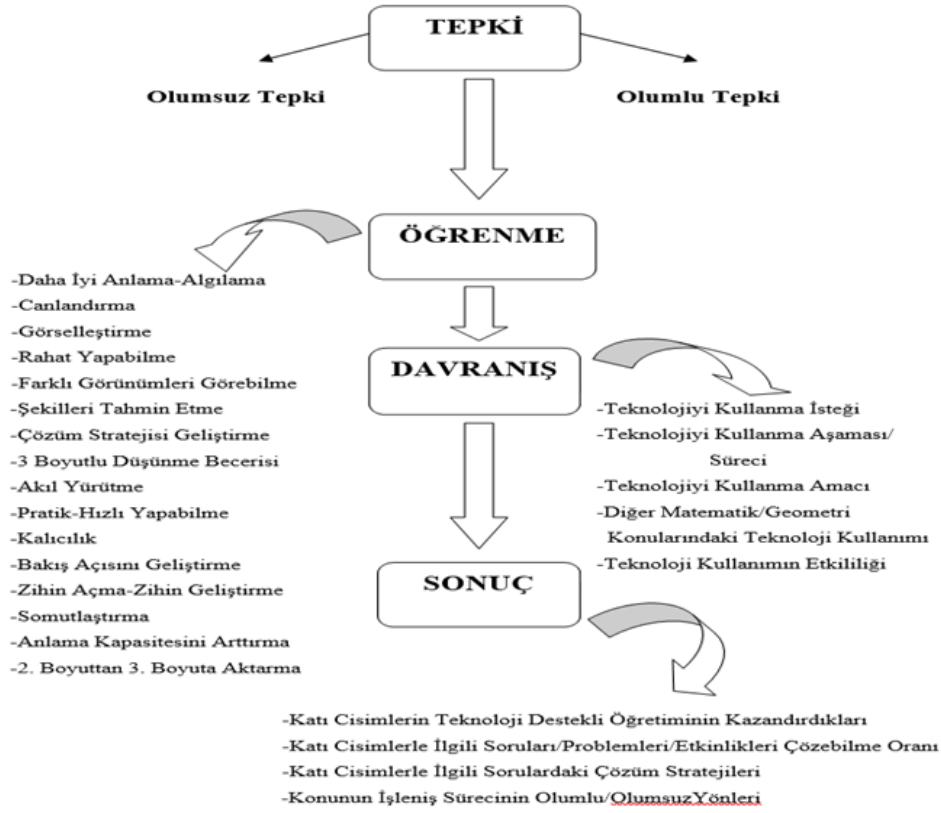 TEPKİ
Olumsuz Tepki
Olumlu Tepki
ÖĞRENME
-Daha İyi Anlama-Algılama
-Canlandırma
-Görselleştirme
-Rahat Yapabilme
-Farklı Görünümleri Görebilme
-Şekilleri Tahmin Etme
-Çözüm Stratejisi Geliştirme
-3 Boyutlu Düşünme Becerisi
-Akıl Yürütme
-Pratik-Hızlı Yapabilme
-Kalıcılık
-Bakış Açısını Geliştirme
-Zihin Açma-Zihin Geliştirme
-Somutlaştırma
-Anlama Kapasitesini Arttırma
-2. Boyuttan 3. Boyuta Aktarma
DAVRANIŞ
-Teknolojiyi Kullanma İsteği
-Teknolojiyi Kullanma Aşaması/
Süreci
-Teknolojiyi Kullanma Amacı
-Diğer Matematik/Geometri
Konularındaki Teknoloji Kullanımı
-Teknoloji Kullanımın Etkililiği
SONUÇ
-Katı Cisimlerin Teknoloji Destekli Öğretiminin Kazandırdıkları
-Katı Cisimlerle İlgili Soruları/Problemleri/Etkinlikleri Çözebilme Oranı
-Katı Cisimlerle İlgili Sorulardaki Çözüm Stratejileri
-Konunun İşleniş Sürecinin Olumlu/OlumsuzYönleri